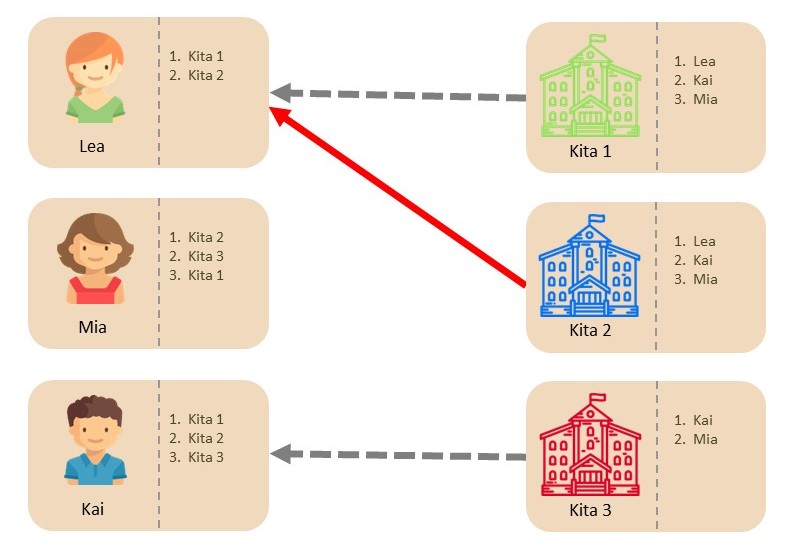 1. Kita 1
2. Kita 2
Lea
1. Lea
2. Kai
3. Mia
Kita 1
1. Kita 2
2. Kita 3
3. Kita 1
Mia
1. Lea
2. Kai
3. Mia
Kita 2
1. Kita 1
2. Kita 2
3. Kita 3
Kai
1. Kai
2. Mia
Kita 3